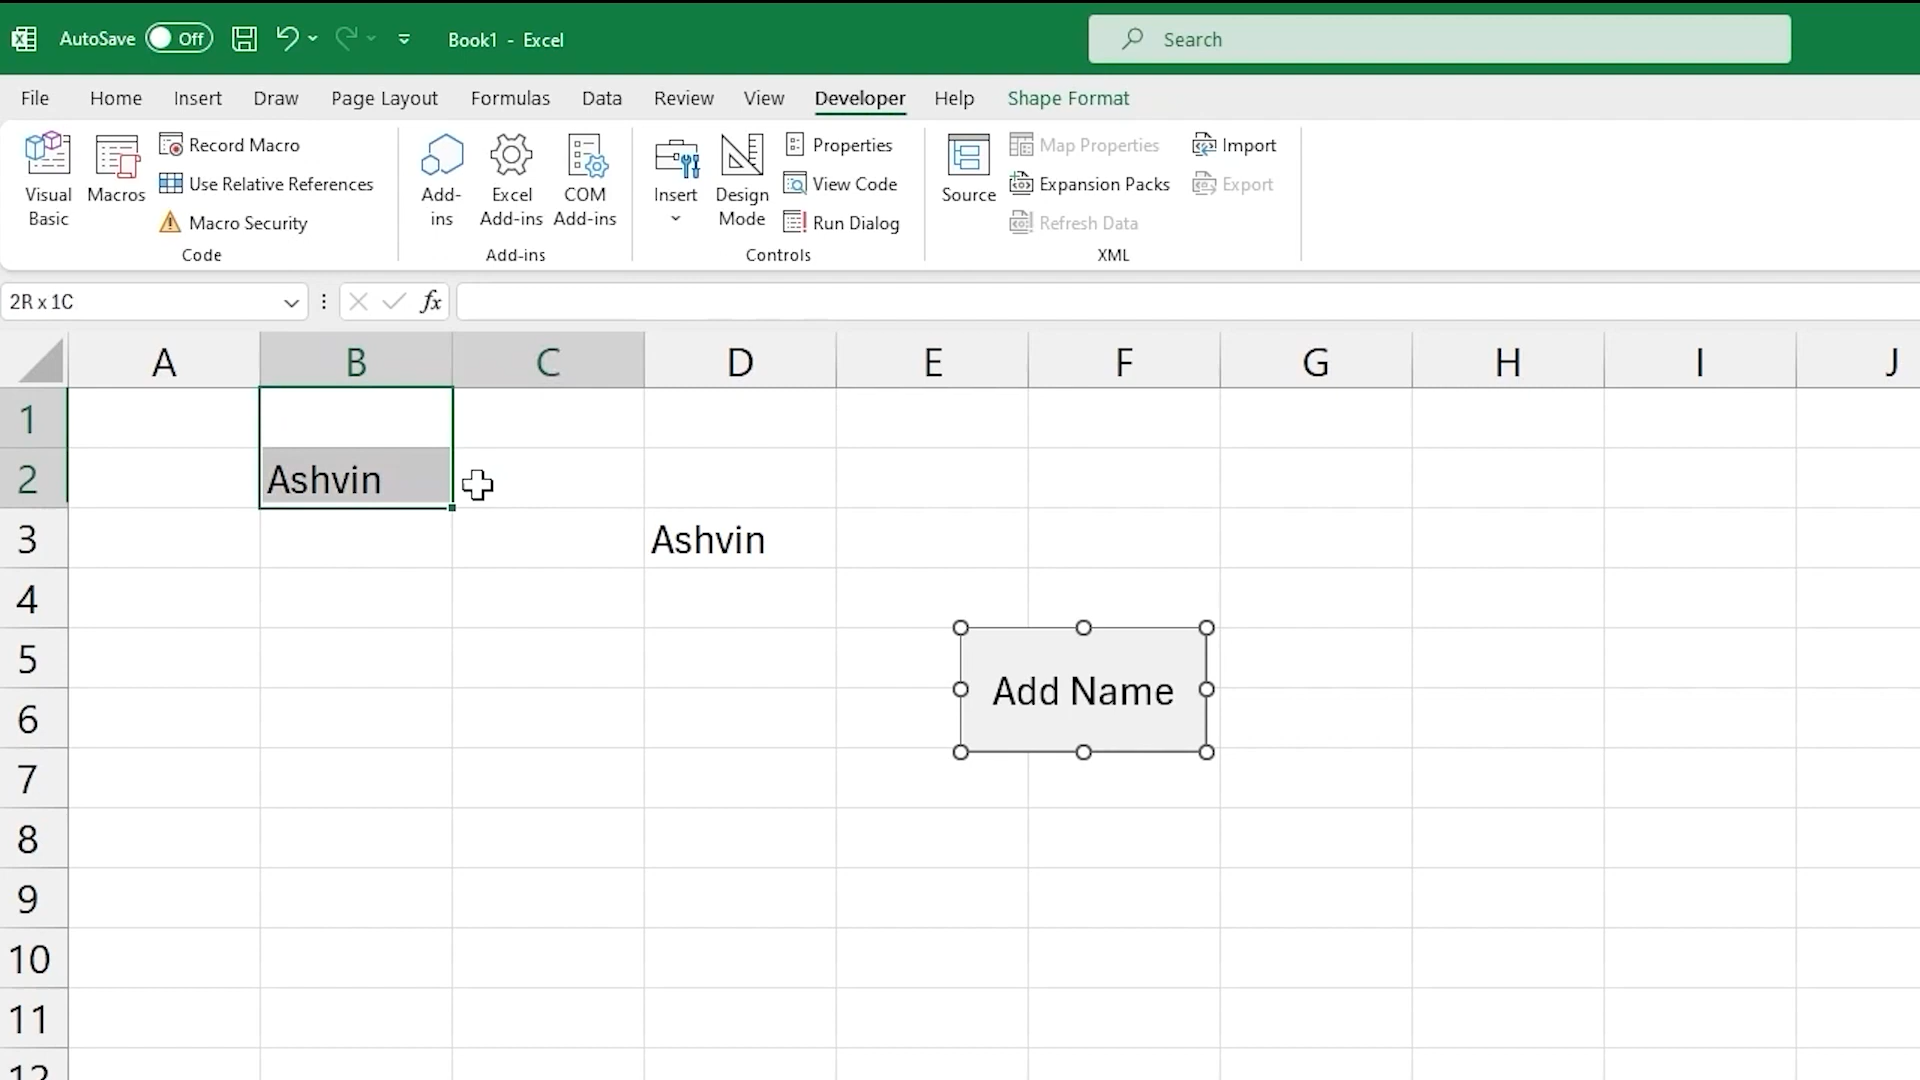 AutoSave Off Book1 - Excel Search
File Home Insert Draw Page Layout Formulas Data Review View Developer Help Shape Format
Visual Basic
Macros
Record Macro
Use Relative References
Macro Security
Code
Add-ins
Excel Add-ins
COM Add-ins
Add-ins
Insert
Design Mode
Properties
View Code
Run Dialog
Controls
Source
Map Properties
Expansion Packs
Refresh Data
Import
Export
XML
2R x 1C fx
A B C D E F G H I J
1
2 Ashvin
3 Ashvin
4
5
6 Add Name
7
8
9
10
11
12